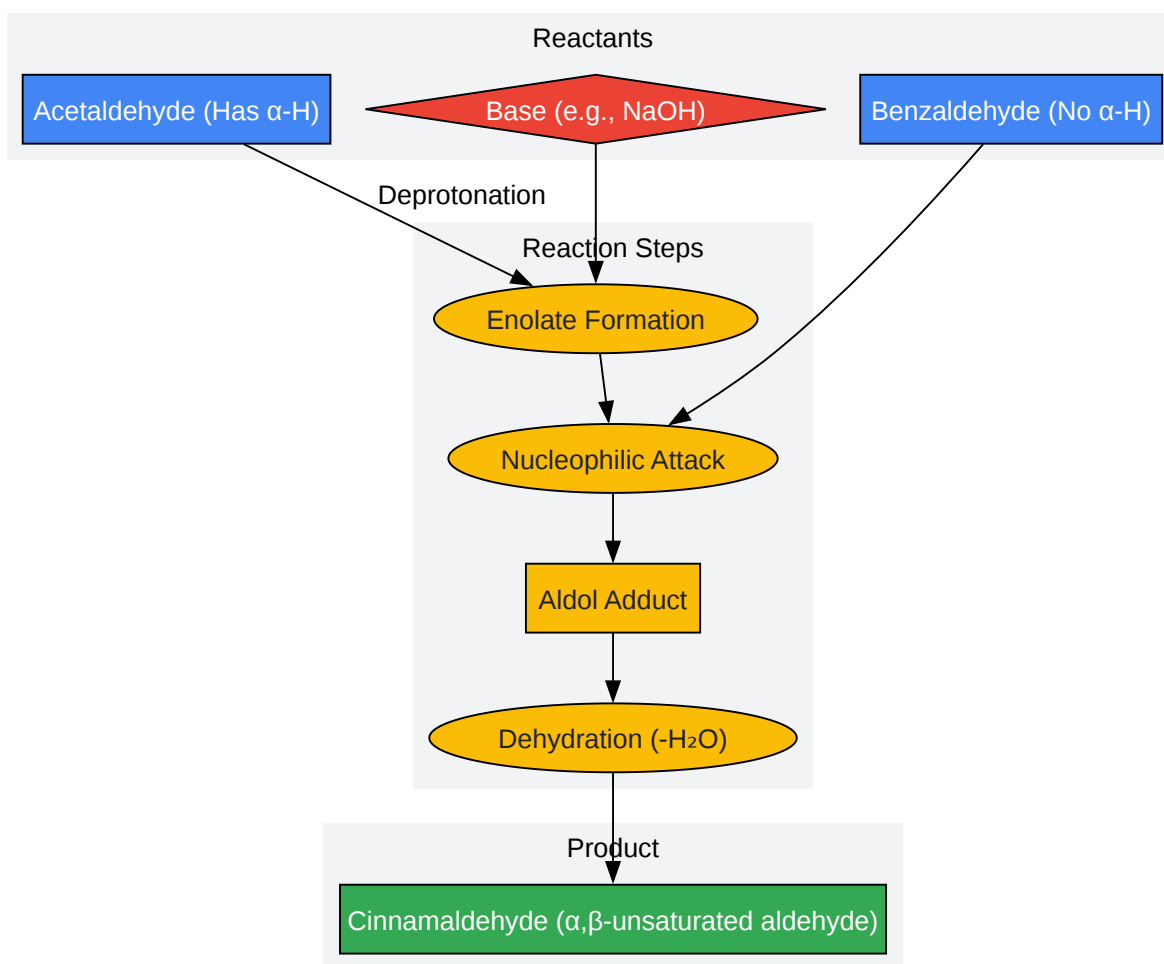 Reactants
Acetaldehyde (Has α-H)
Base (e.g., NaOH)
Benzaldehyde (No α-H)
Deprotonation
Reaction Steps
Enolate Formation
Nucleophilic Attack
Aldol Adduct
Dehydration (-H₂O)
Product
Cinnamaldehyde (α,β-unsaturated aldehyde)